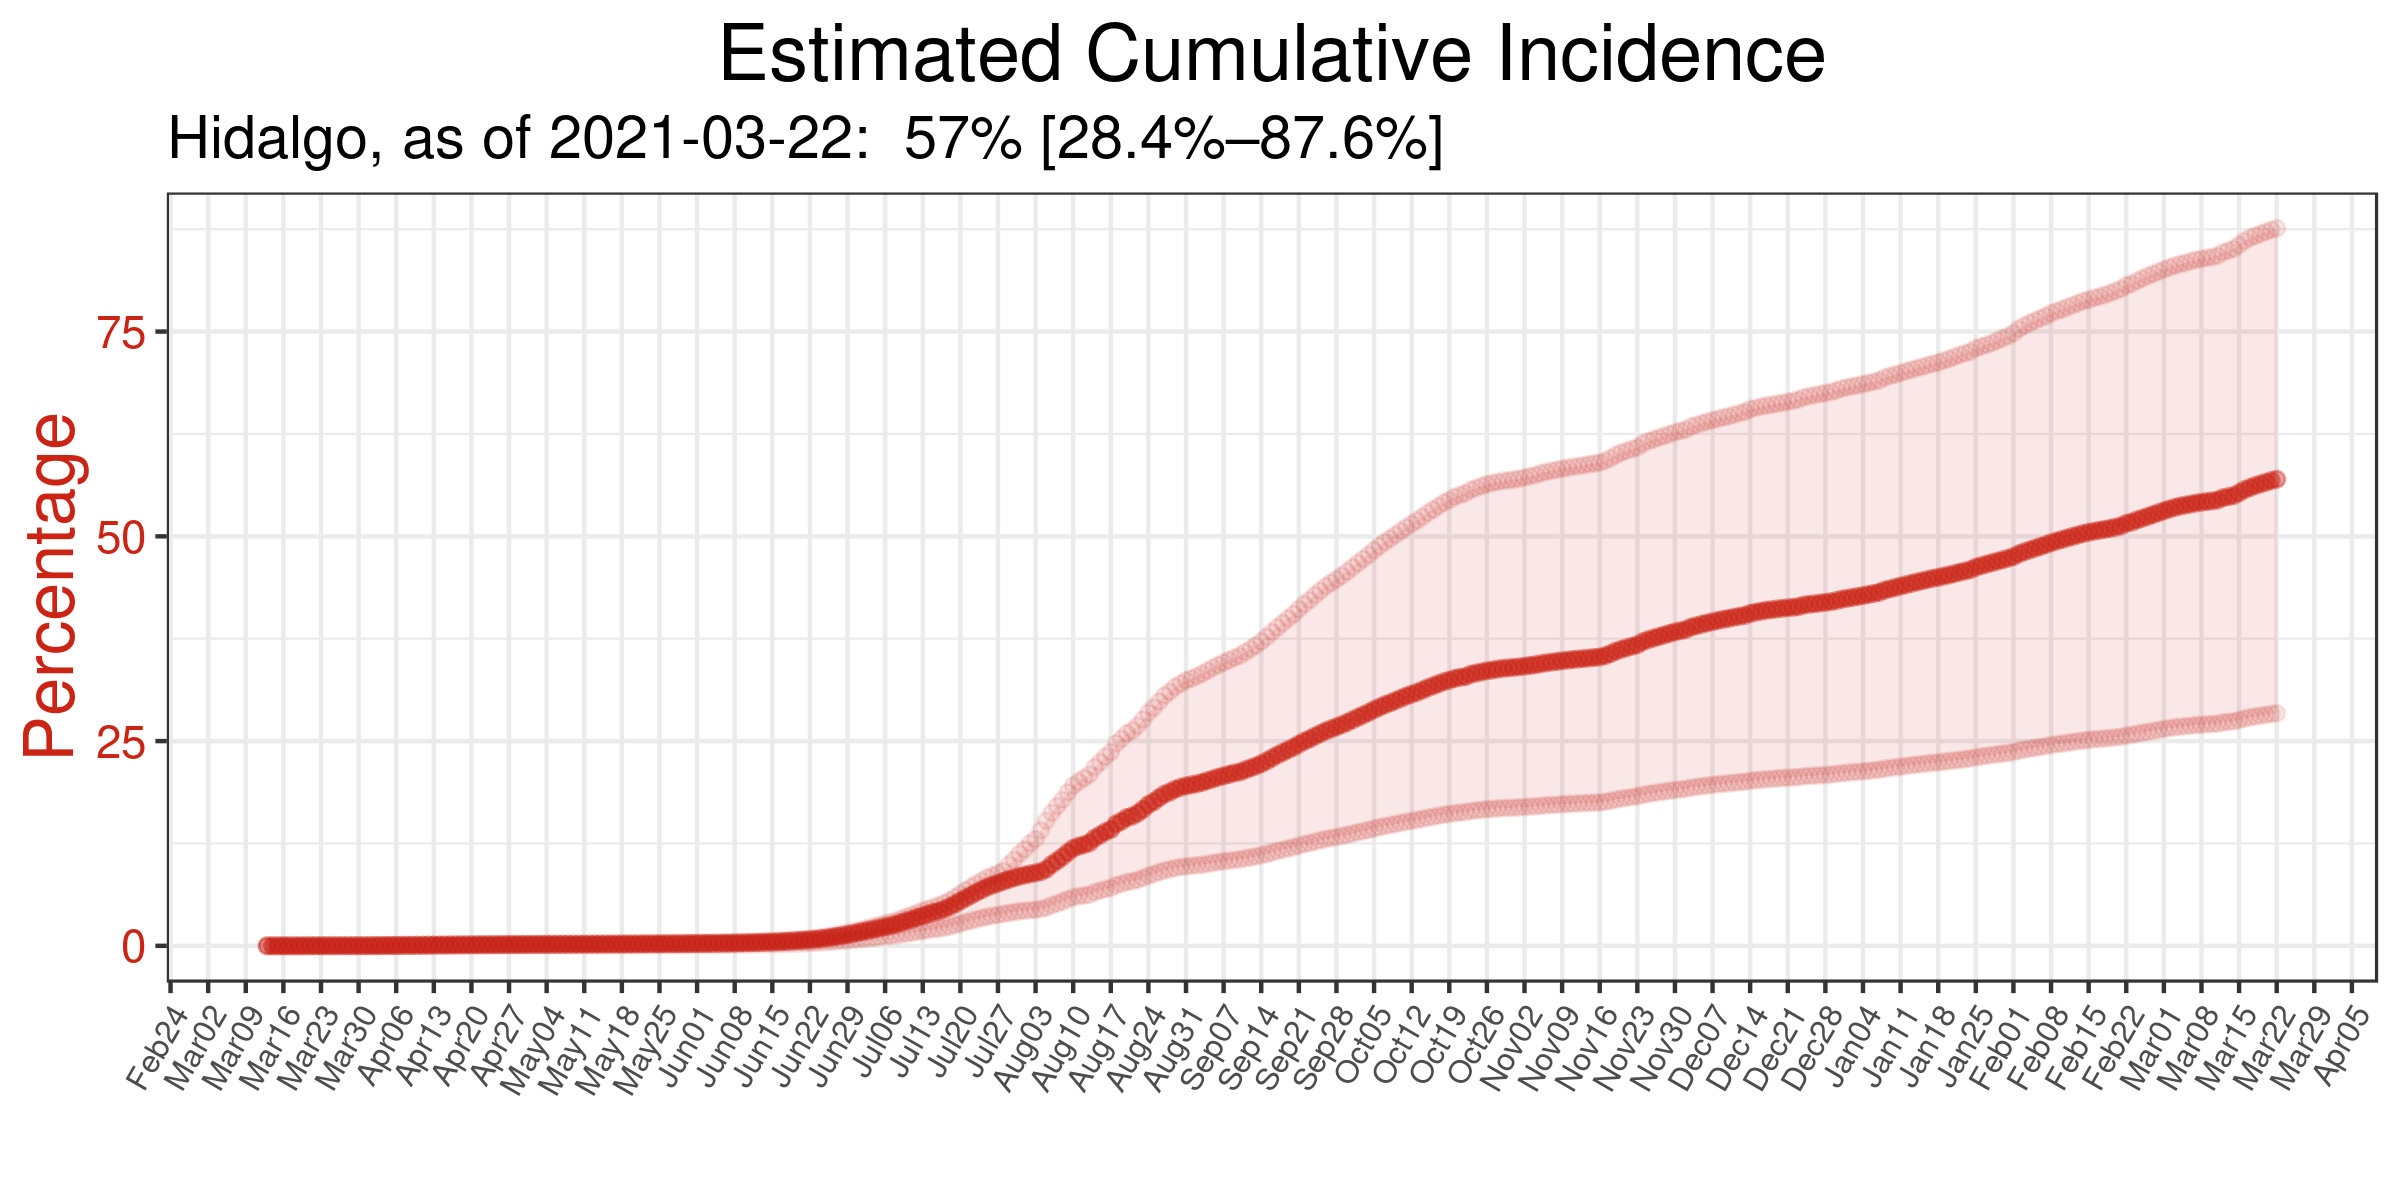 Estimated Cumulative Incidence
Hidalgo, as of 2021-03-22:  57% [28.4%–87.6%]
Percentage
75
50
25
0
Feb24
Mar02
Mar09
Mar16
Mar23
Mar30
Apr06
Apr13
Apr20
Apr27
May04
May11
May18
May25
Jun01
Jun08
Jun15
Jun22
Jun29
Jul06
Jul13
Jul20
Jul27
Aug03
Aug10
Aug17
Aug24
Aug31
Sep07
Sep14
Sep21
Sep28
Oct05
Oct12
Oct19
Oct26
Nov02
Nov09
Nov16
Nov23
Nov30
Dec07
Dec14
Dec21
Dec28
Jan04
Jan11
Jan18
Jan25
Feb01
Feb08
Feb15
Feb22
Mar01
Mar08
Mar15
Mar22
Mar29
Apr05